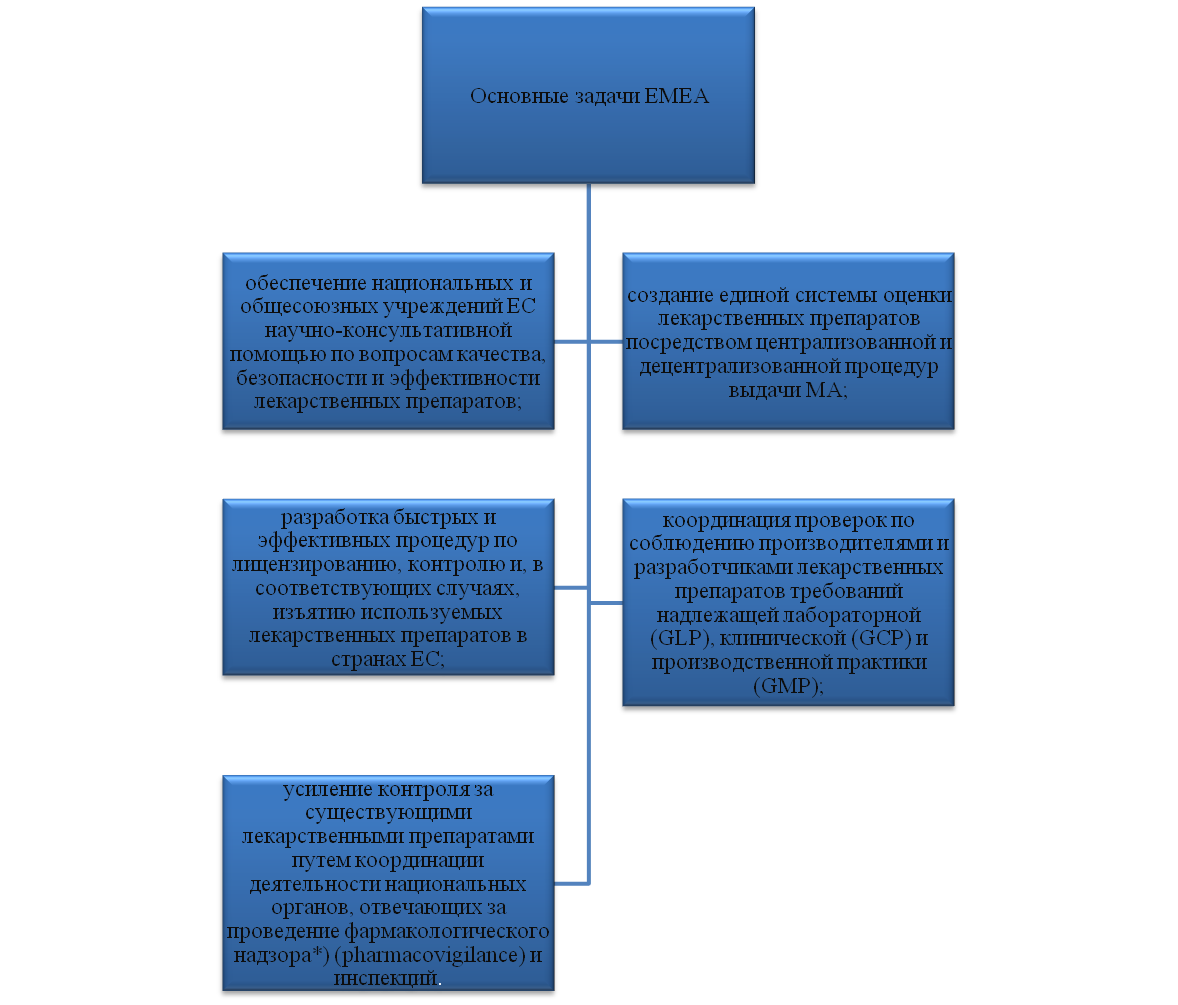 Основные задачи EMEA
обеспечение национальных и
общесоюзных учреждений ЕС
научно-консультативной
помощью по вопросам качества,
безопасности и эффективности
лекарственных препаратов;
создание единой системы оценки
лекарственных препаратов
посредством централизованной и
децентрализованной процедур
выдачи МА;
разработка быстрых и
эффективных процедур по
лицензированию, контролю и, в
соответствующих случаях,
изъятию используемых
лекарственных препаратов в
странах ЕС;
координация проверок по
соблюдению производителями и
разработчиками лекарственных
препаратов требований
надлежащей лабораторной
(GLP), клинической (GCP) и
производственной практики
(GMP);
усиление контроля за
существующими
лекарственными препаратами
путем координации
деятельности национальных
органов, отвечающих за
проведение фармакологического
надзора*) (pharmacovigilance) и
инспекций.